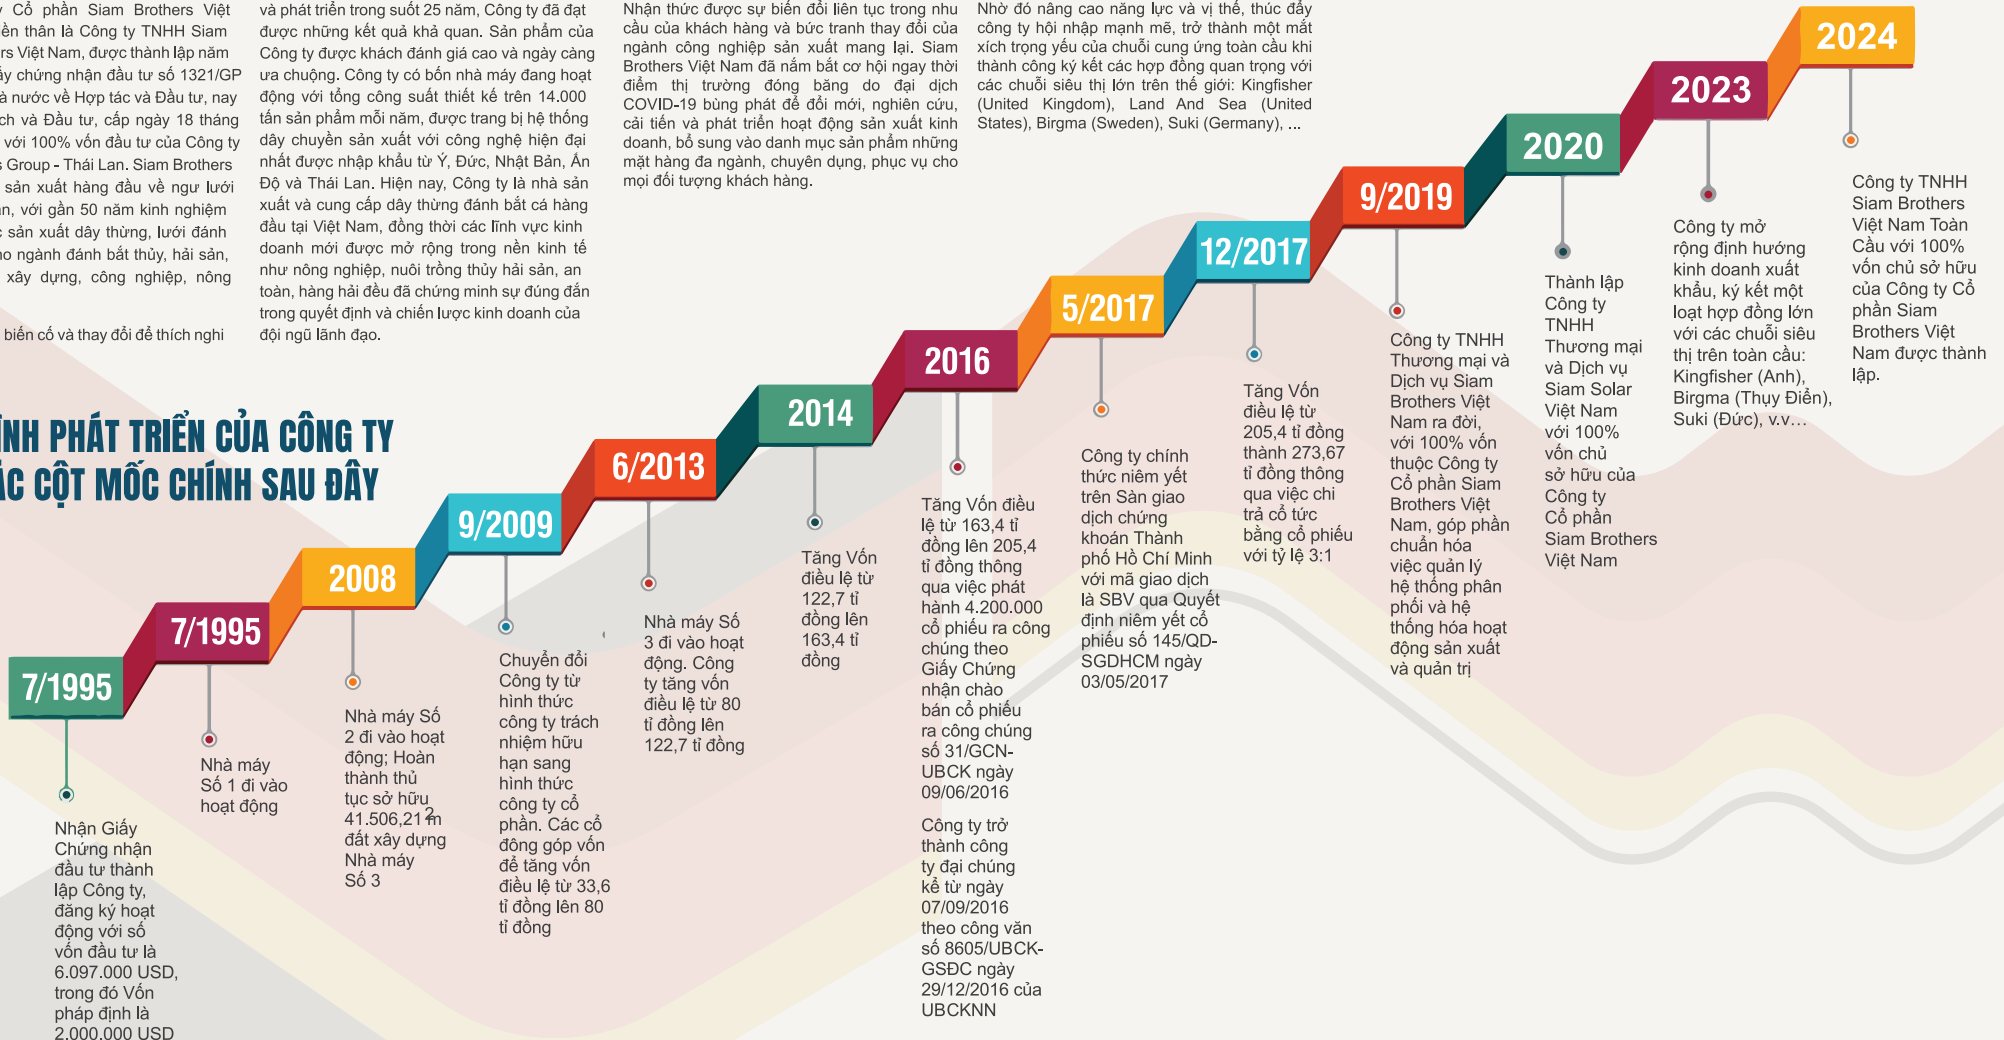 Cổ phần Siam Brothers Việt
thân là Công ty TNHH Siam
Việt Nam, được thành lập năm
chứng nhận đầu tư số 1321/GP
nước về Hợp tác và Đầu tư, nay
và Đầu tư, cấp ngày 18 tháng
với 100% vốn đầu tư của Công ty
Group - Thái Lan. Siam Brothers
sản xuất hàng đầu về ngư lưới
với gần 50 năm kinh nghiệm
sản xuất dây thừng, lưới đánh
ngành đánh bắt thủy, hải sản,
xây dựng, công nghiệp, nông
biến cố và thay đổi để thích nghi
và phát triển trong suốt 25 năm, Công ty đã đạt
được những kết quả khả quan. Sản phẩm của
Công ty được khách đánh giá cao và ngày càng
ưa chuộng. Công ty có bốn nhà máy đang hoạt
động với tổng công suất thiết kế trên 14.000
tấn sản phẩm mỗi năm, được trang bị hệ thống
dây chuyền sản xuất với công nghệ hiện đại
nhất được nhập khẩu từ Ý, Đức, Nhật Bản, Ấn
Độ và Thái Lan. Hiện nay, Công ty là nhà sản
xuất và cung cấp dây thừng đánh bắt cá hàng
đầu tại Việt Nam, đồng thời các lĩnh vực kinh
doanh mới được mở rộng trong nền kinh tế
như nông nghiệp, nuôi trồng thủy hải sản, an
toàn, hàng hải đều đã chứng minh sự đúng đắn
trong quyết định và chiến lược kinh doanh của
đội ngũ lãnh đạo.
Nhận thức được sự biến đổi liên tục trong nhu
cầu của khách hàng và bức tranh thay đổi của
ngành công nghiệp sản xuất mang lại. Siam
Brothers Việt Nam đã nắm bắt cơ hội ngay thời
điểm thị trường đóng băng do đại dịch
COVID-19 bùng phát để đổi mới, nghiên cứu,
cải tiến và phát triển hoạt động sản xuất kinh
doanh, bổ sung vào danh mục sản phẩm những
mặt hàng đa ngành, chuyên dụng, phục vụ cho
mọi đối tượng khách hàng.
Nhờ đó nâng cao năng lực và vị thế, thúc đẩy
công ty hội nhập mạnh mẽ, trở thành một mắt
xích trọng yếu của chuỗi cung ứng toàn cầu khi
thành công ký kết các hợp đồng quan trọng với
các chuỗi siêu thị lớn trên thế giới: Kingfisher
(United Kingdom), Land And Sea (United
States), Birgma (Sweden), Suki (Germany), ...
PHÁT TRIỂN CỦA CÔNG TY
CỘT MỐC CHÍNH SAU ĐÂY
7/1995
Nhận Giấy
Chứng nhận
đầu tư thành
lập Công ty,
đăng ký hoạt
động với số
vốn đầu tư là
6.097.000 USD,
trong đó Vốn
pháp định là
2.000.000 USD
7/1995
Nhà máy
Số 1 đi vào
hoạt động
2008
Nhà máy Số
2 đi vào hoạt
động; Hoàn
thành thủ
tục sở hữu
41.506,21 m2
đất xây dựng
Nhà máy
Số 3
9/2009
Chuyển đổi
Công ty từ
hình thức
công ty trách
nhiệm hữu
hạn sang
hình thức
công ty cổ
phần. Các cổ
đông góp vốn
để tăng vốn
điều lệ từ 33,6
tỉ đồng lên 80
tỉ đồng
6/2013
Nhà máy Số
3 đi vào hoạt
động. Công
ty tăng vốn
điều lệ từ 80
tỉ đồng lên
122,7 tỉ đồng
2014
Tăng Vốn
điều lệ từ
122,7 tỉ
đồng lên
163,4 tỉ
đồng
2016
Tăng Vốn điều
lệ từ 163,4 tỉ
đồng lên 205,4
tỉ đồng thông
qua việc phát
hành 4.200.000
cổ phiếu ra công
chúng theo
Giấy Chứng
nhận chào
bán cổ phiếu
ra công chúng
số 31/GCN-
UBCK ngày
09/06/2016
Công ty trở
thành công
ty đại chúng
kể từ ngày
07/09/2016
theo công văn
số 8605/UBCK-
GSĐC ngày
29/12/2016 của
UBCKNN
5/2017
Công ty chính
thức niêm yết
trên Sàn giao
dịch chứng
khoán Thành
phố Hồ Chí Minh
với mã giao dịch
là SBV qua Quyết
định niêm yết cổ
phiếu số 145/QD-
SGDHCM ngày
03/05/2017
12/2017
Tăng Vốn
điều lệ từ
205,4 tỉ đồng
thành 273,67
tỉ đồng thông
qua việc chi
trả cổ tức
bằng cổ phiếu
với tỷ lệ 3:1
9/2019
Công ty TNHH
Thương mại và
Dịch vụ Siam
Brothers Việt
Nam ra đời,
với 100% vốn
thuộc Công ty
Cổ phần Siam
Brothers Việt
Nam, góp phần
chuẩn hóa
việc quản lý
hệ thống phân
phối và hệ
thống hóa hoạt
động sản xuất
và quản trị
2020
Thành lập
Công ty
TNHH
Thương mại
và Dịch vụ
Siam Solar
Việt Nam
với 100%
vốn chủ
sở hữu của
Công ty
Cổ phần
Siam Brothers
Việt Nam
2023
Công ty mở
rộng định hướng
kinh doanh xuất
khẩu, ký kết một
loạt hợp đồng lớn
với các chuỗi siêu
thị trên toàn cầu:
Kingfisher (Anh),
Birgma (Thụy Điển),
Suki (Đức), v.v...
2024
Công ty TNHH
Siam Brothers
Việt Nam Toàn
Cầu với 100%
vốn chủ sở hữu
của Công ty Cổ
phần Siam
Brothers Việt
Nam được thành
lập.